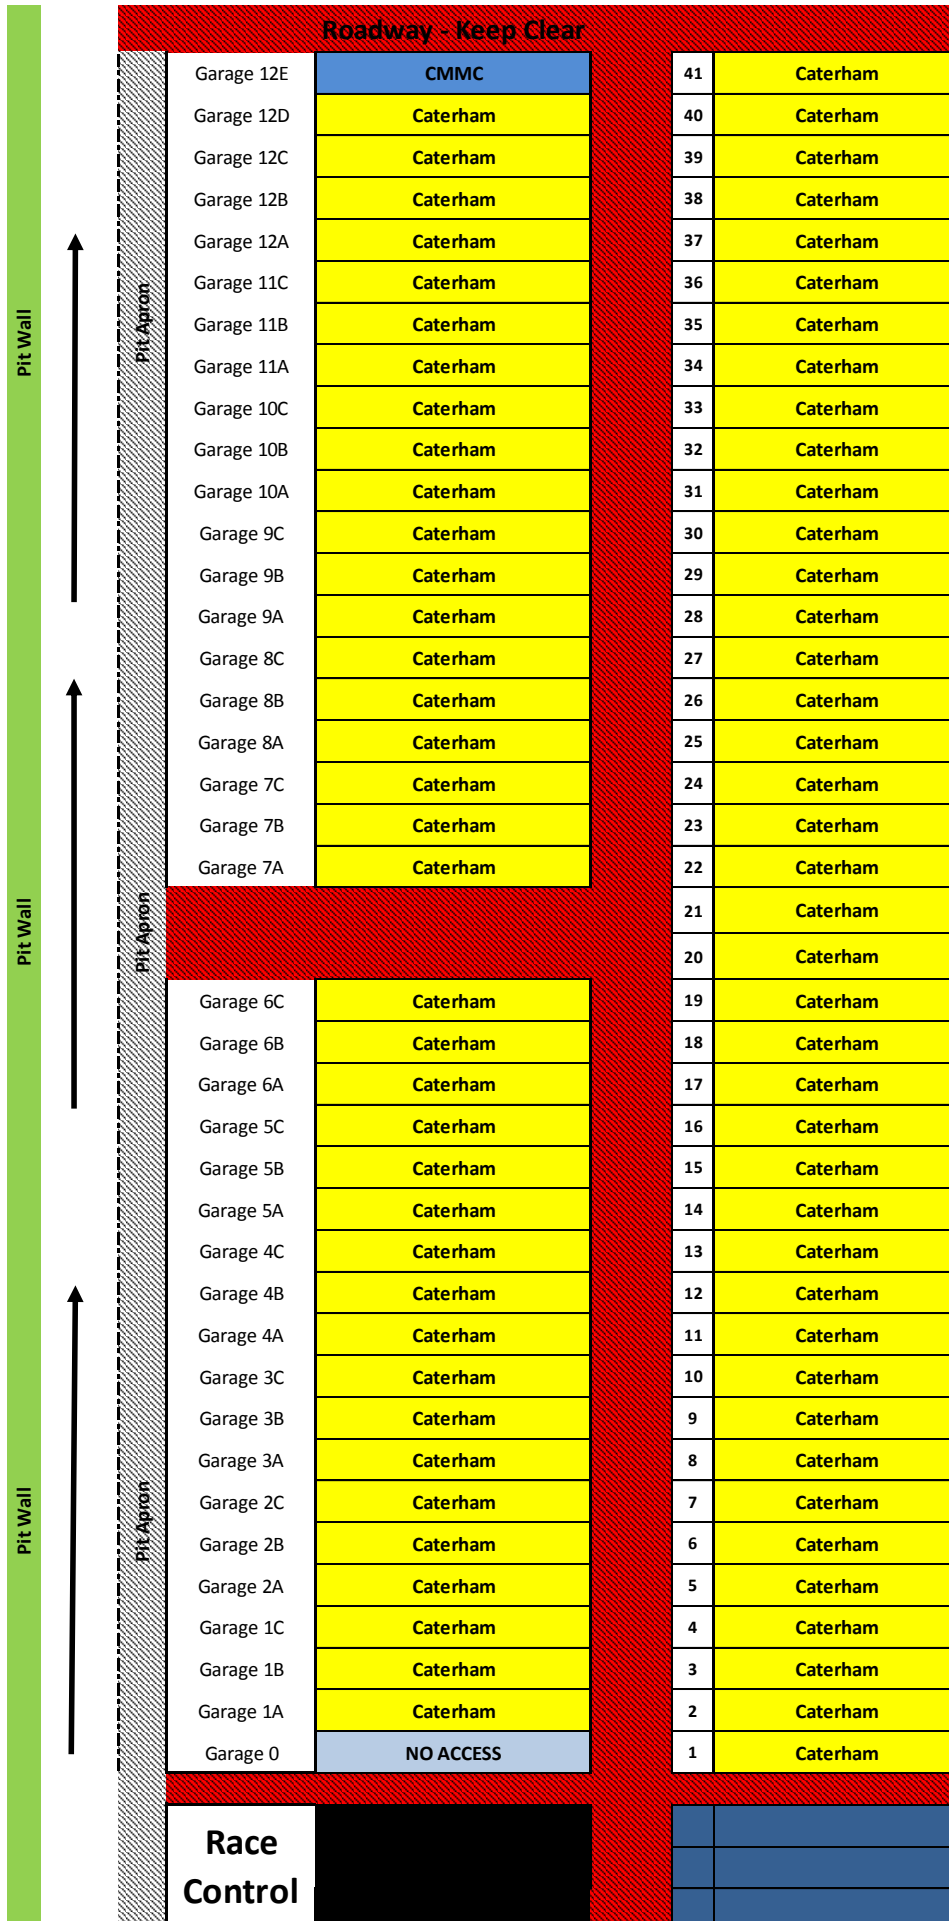 Roadway - Keep Clear
Garage 12E CMMC 41 Caterham
Garage 12D Caterham 40 Caterham
Garage 12C Caterham 39 Caterham
Garage 12B Caterham 38 Caterham
Garage 12A Caterham 37 Caterham
Garage 11C Caterham 36 Caterham
Garage 11B Caterham 35 Caterham
Pit Wall
Pit Apron
Garage 11A Caterham 34 Caterham
Garage 10C Caterham 33 Caterham
Garage 10B Caterham 32 Caterham
Garage 10A Caterham 31 Caterham
Garage 9C Caterham 30 Caterham
Garage 9B Caterham 29 Caterham
Garage 9A Caterham 28 Caterham
Garage 8C Caterham 27 Caterham
Garage 8B Caterham 26 Caterham
Garage 8A Caterham 25 Caterham
Garage 7C Caterham 24 Caterham
Garage 7B Caterham 23 Caterham
Garage 7A Caterham 22 Caterham
21 Caterham
Pit Wall
Pit Apron
20 Caterham
Garage 6C Caterham 19 Caterham
Garage 6B Caterham 18 Caterham
Garage 6A Caterham 17 Caterham
Garage 5C Caterham 16 Caterham
Garage 5B Caterham 15 Caterham
Garage 5A Caterham 14 Caterham
Garage 4C Caterham 13 Caterham
Garage 4B Caterham 12 Caterham
Garage 4A Caterham 11 Caterham
Garage 3C Caterham 10 Caterham
Garage 3B Caterham 9 Caterham
Garage 3A Caterham 8 Caterham
Garage 2C Caterham 7 Caterham
Pit Wall
Pit Apron
Garage 2B Caterham 6 Caterham
Garage 2A Caterham 5 Caterham
Garage 1C Caterham 4 Caterham
Garage 1B Caterham 3 Caterham
Garage 1A Caterham 2 Caterham
Garage 0 NO ACCESS 1 Caterham
Race
Control